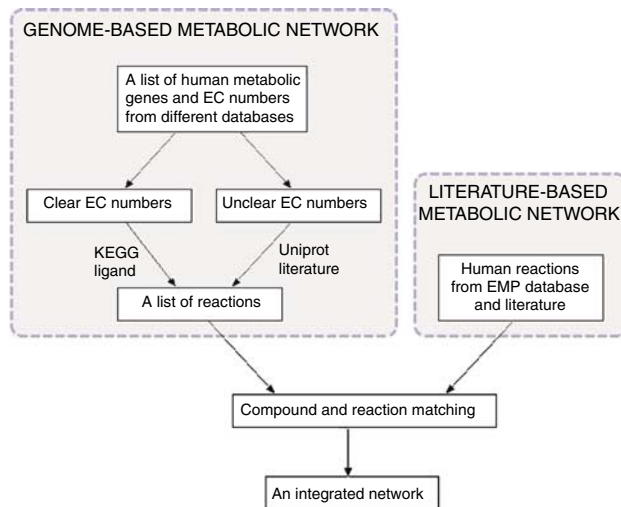 GENOME-BASED METABOLIC NETWORK
A list of human metabolic
genes and EC numbers
from different databases
Clear EC numbers
Unclear EC numbers
KEGG
ligand
Uniprot
literature
A list of reactions
LITERATURE-BASED
METABOLIC NETWORK
Human reactions
from EMP database
and literature
Compound and reaction matching
An integrated network